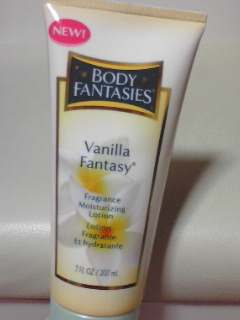 NEW!
BODY
FANTASIES®
Vanilla
Fantasy®
Fragrance
Moisturizing
Lotion
Lotion
Fragrante
Et hydratante
7 FL OZ / 207 ml